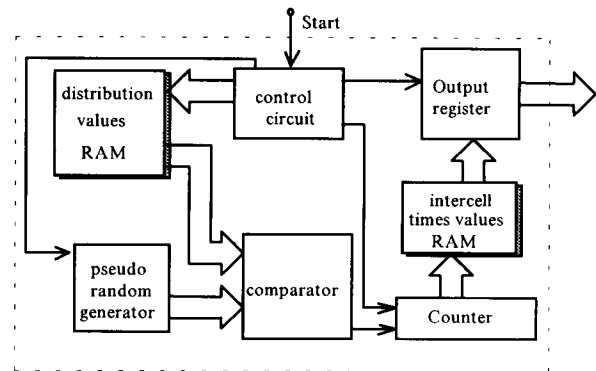 Start
distribution
values
RAM
control
circuit
Output
register
intercell
times values
RAM
pseudo
random
generator
comparator
Counter